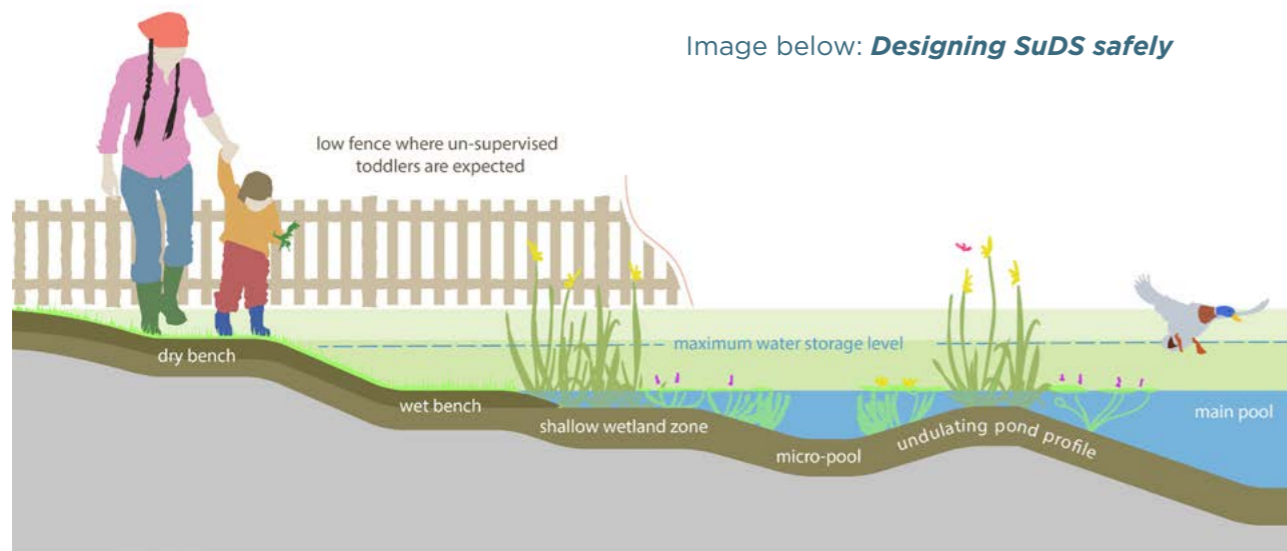 Image below: Designing SuDS safely
low fence where un-supervised
toddlers are expected
maximum water storage level
dry bench
wet bench
shallow wetland zone
micro-pool
undulating pond profile
main pool